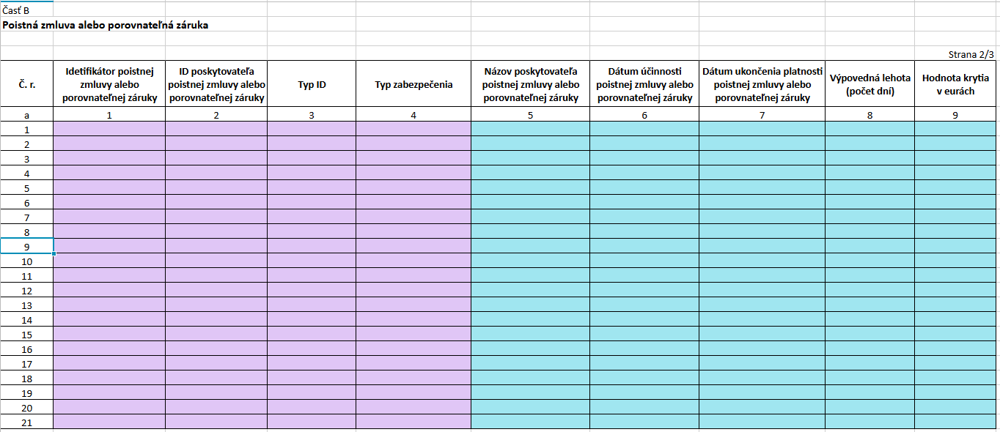 Časť B
Poistná zmluva alebo porovnateľná záruka
Strana 2/3
Č. r.
Idetifikátor poistnej
zmluvy alebo
porovnateľnej záruky
ID poskytovateľa
poistnej zmluvy alebo
porovnateľnej záruky
Typ ID
Typ zabezpečenia
Názov poskytovateľa
poistnej zmluvy alebo
porovnateľnej záruky
Dátum účinnosti
poistnej zmluvy alebo
porovnateľnej záruky
Dátum ukončenia platnosti
poistnej zmluvy alebo
porovnateľnej záruky
Výpovedná lehota
(počet dní)
Hodnota krytia
v eurách
a 1 2 3 4 5 6 7 8 9
1
2
3
4
5
6
7
8
9
10
11
12
13
14
15
16
17
18
19
20
21